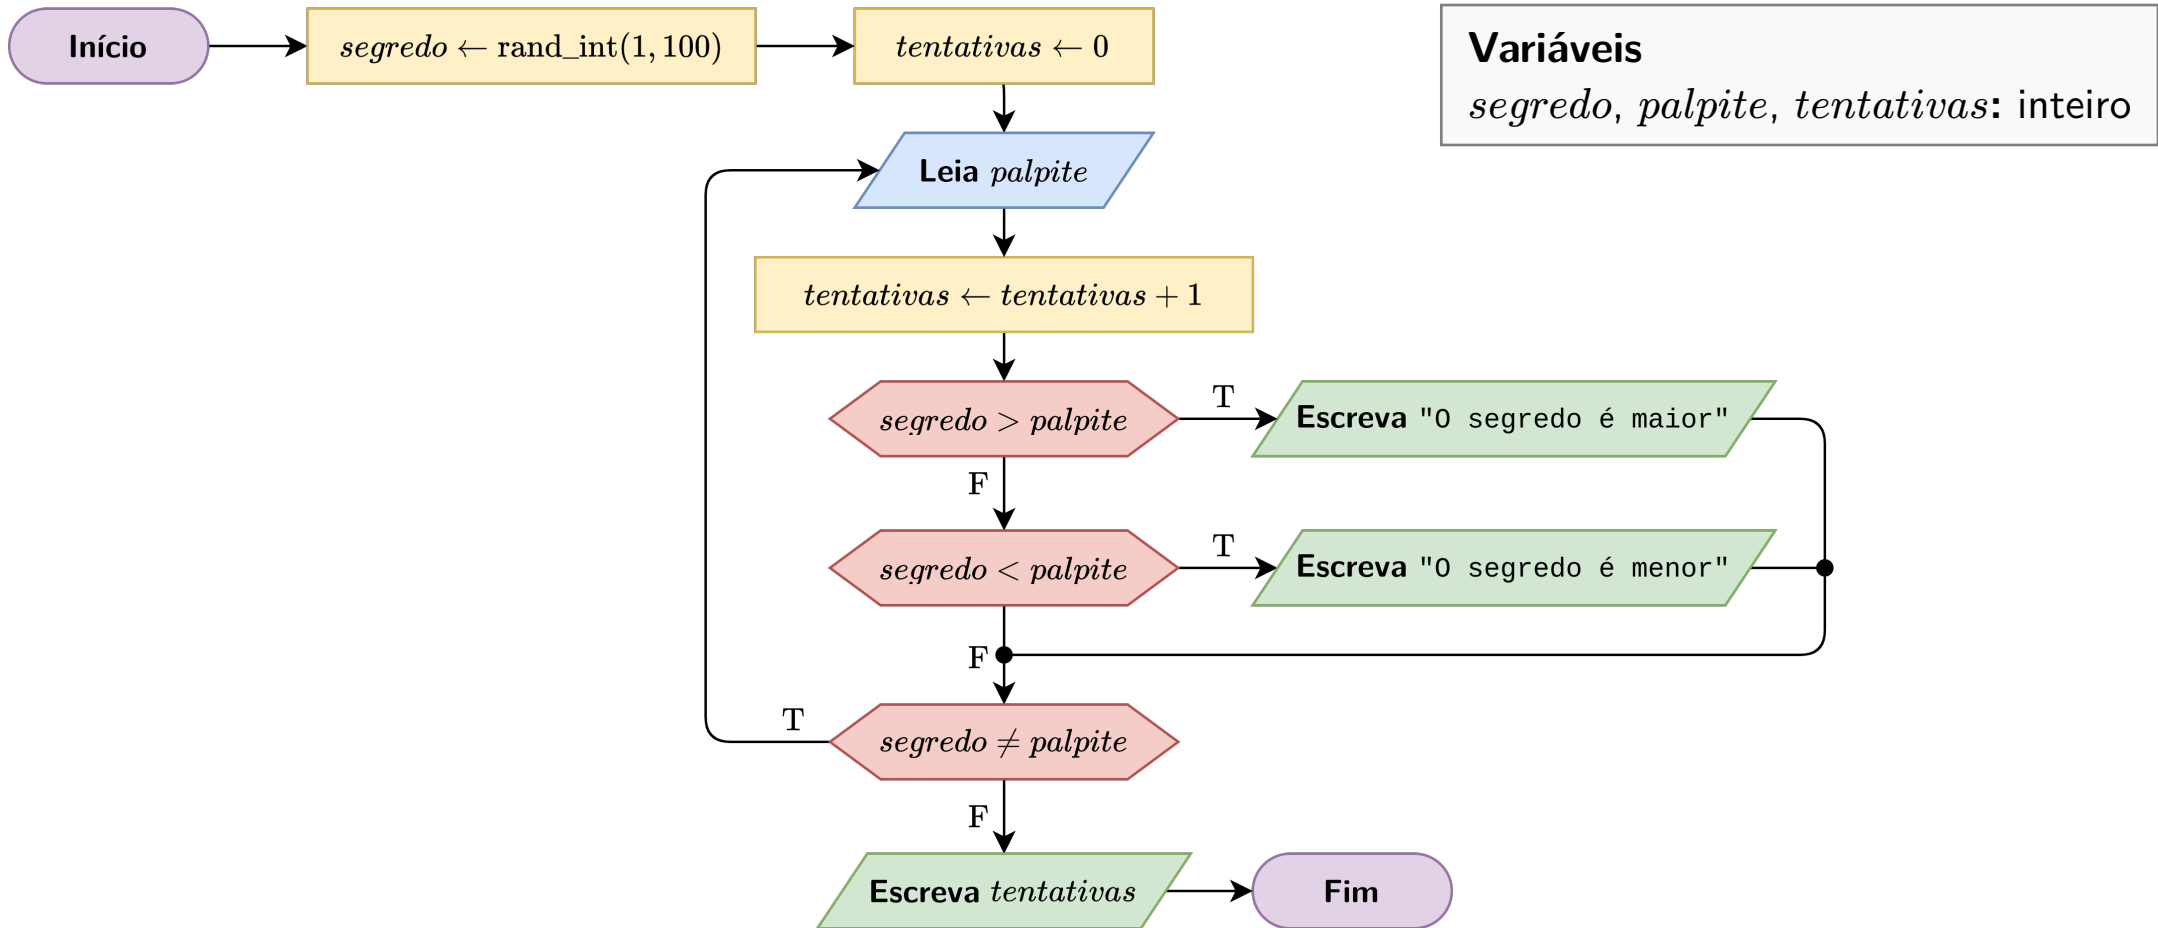 Início
segredo ← rand_int(1, 100)
tentativas ← 0
Variáveis
segredo, palpite, tentativas: inteiro
Leia palpite
tentativas ← tentativas + 1
segredo > palpite
T
Escreva "O segredo é maior"
F
segredo < palpite
T
Escreva "O segredo é menor"
F
segredo ≠ palpite
T
F
Escreva tentativas
Fim